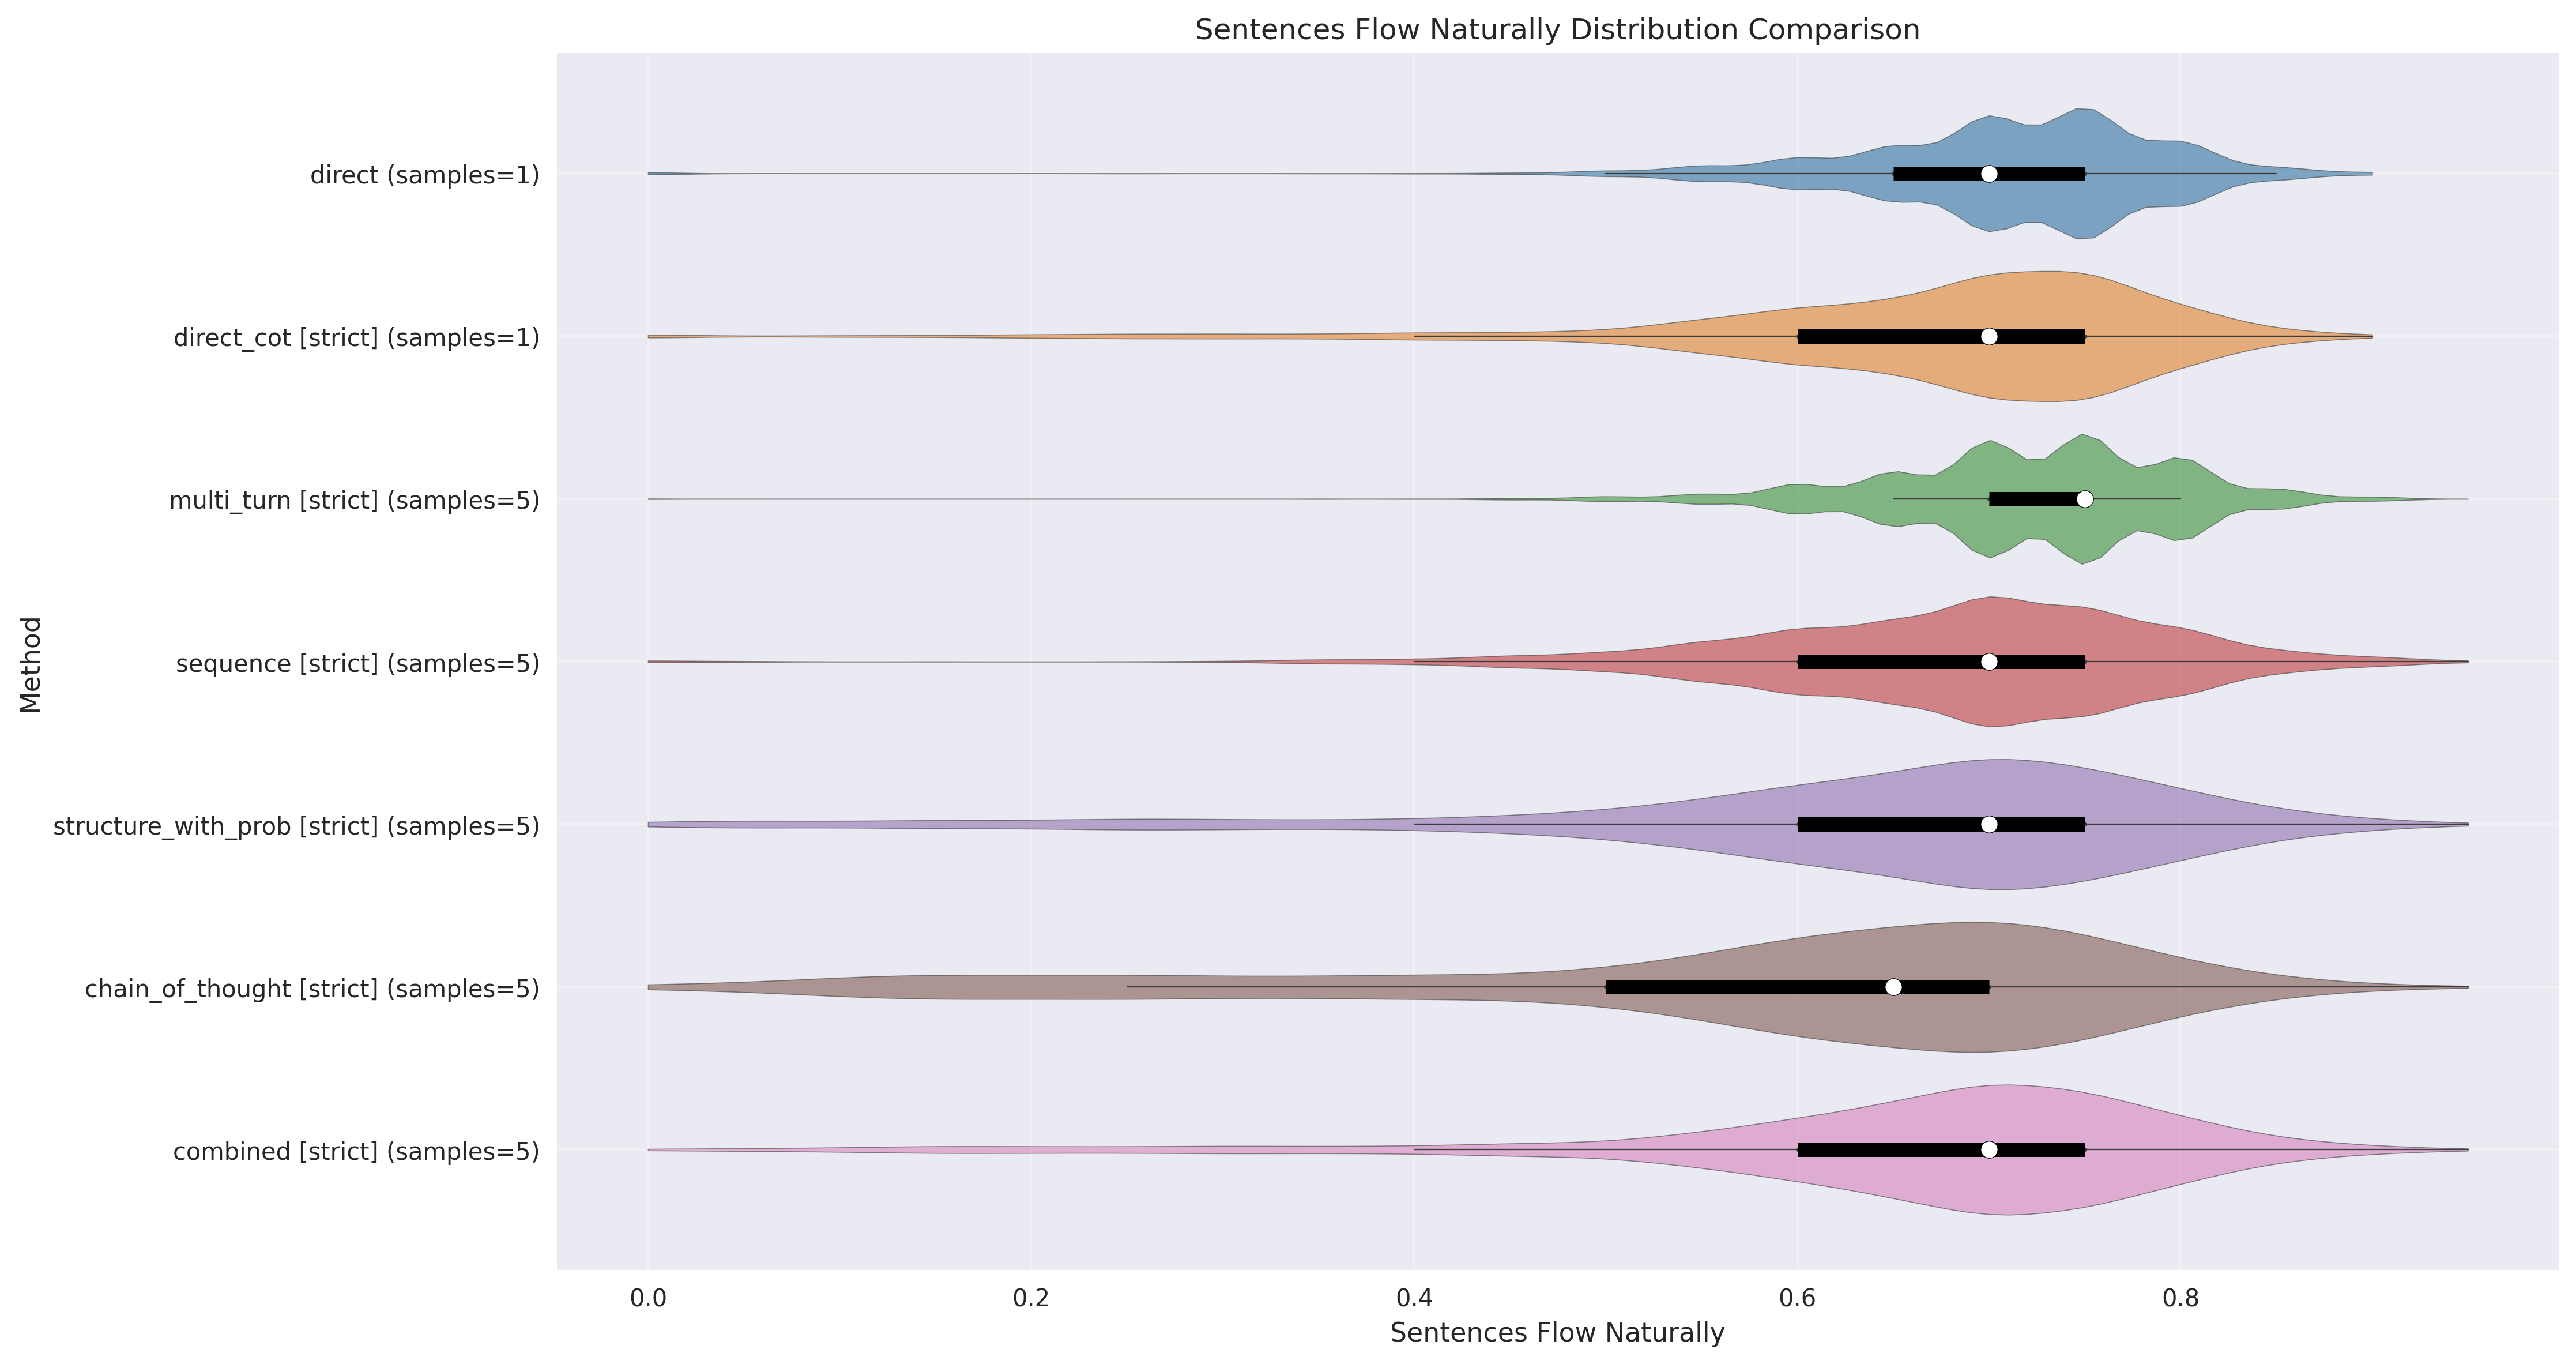 Sentences Flow Naturally Distribution Comparison
Method
direct (samples=1)
direct_cot [strict] (samples=1)
multi_turn [strict] (samples=5)
sequence [strict] (samples=5)
structure_with_prob [strict] (samples=5)
chain_of_thought [strict] (samples=5)
combined [strict] (samples=5)
0.0 0.2 0.4 0.6 0.8
Sentences Flow Naturally